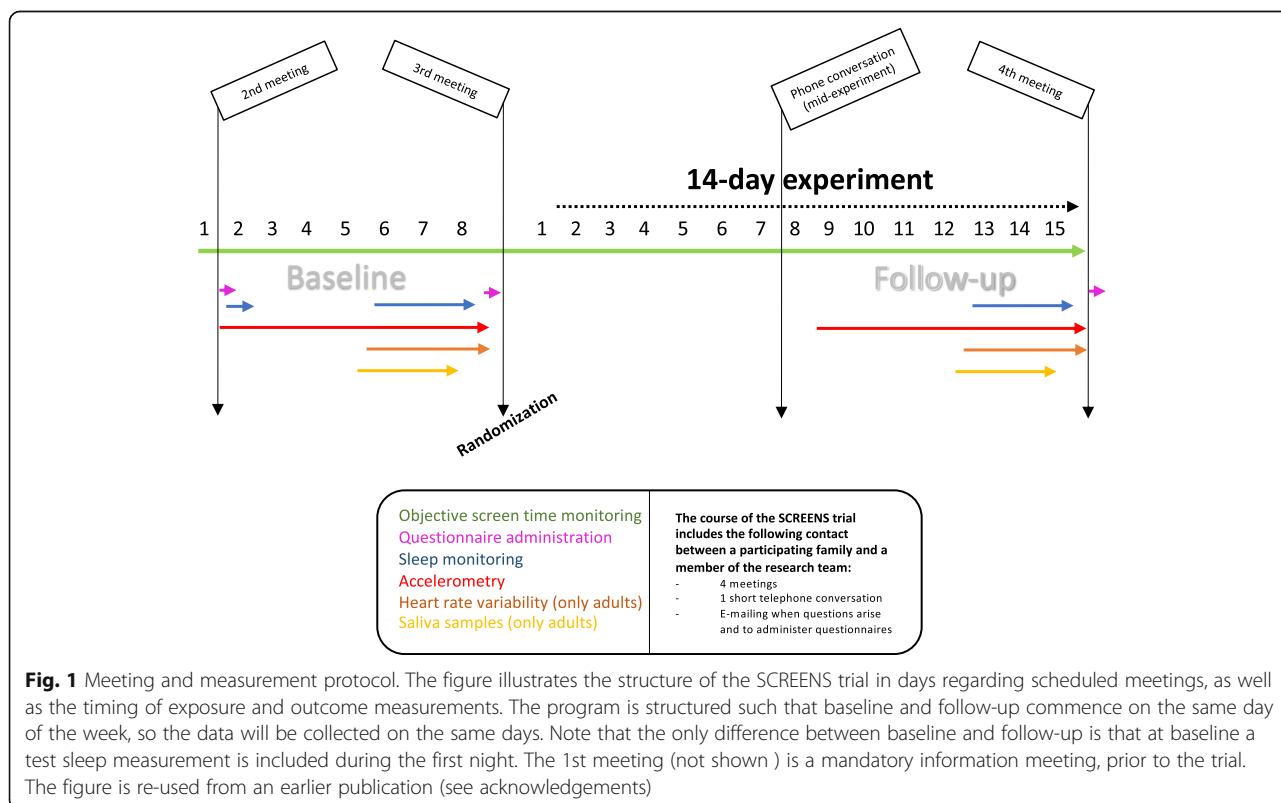 2nd meeting
3rd meeting
Phone conversation
(mid-experiment)
4th meeting
14-day experiment
1 2 3 4 5 6 7 8 1 2 3 4 5 6 7 8 9 10 11 12 13 14 15
Baseline
Follow-up
Randomization
Objective screen time monitoring
Questionnaire administration
Sleep monitoring
Accelerometry
Heart rate variability (only adults)
Saliva samples (only adults)
The course of the SCREENS trial
includes the following contact
between a participating family and a
member of the research team:
- 4 meetings
- 1 short telephone conversation
- E-mailing when questions arise
and to administer questionnaires
Fig. 1 Meeting and measurement protocol. The figure illustrates the structure of the SCREENS trial in days regarding scheduled meetings, as well
as the timing of exposure and outcome measurements. The program is structured such that baseline and follow-up commence on the same day
of the week, so the data will be collected on the same days. Note that the only difference between baseline and follow-up is that at baseline a
test sleep measurement is included during the first night. The 1st meeting (not shown ) is a mandatory information meeting, prior to the trial.
The figure is re-used from an earlier publication (see acknowledgements)